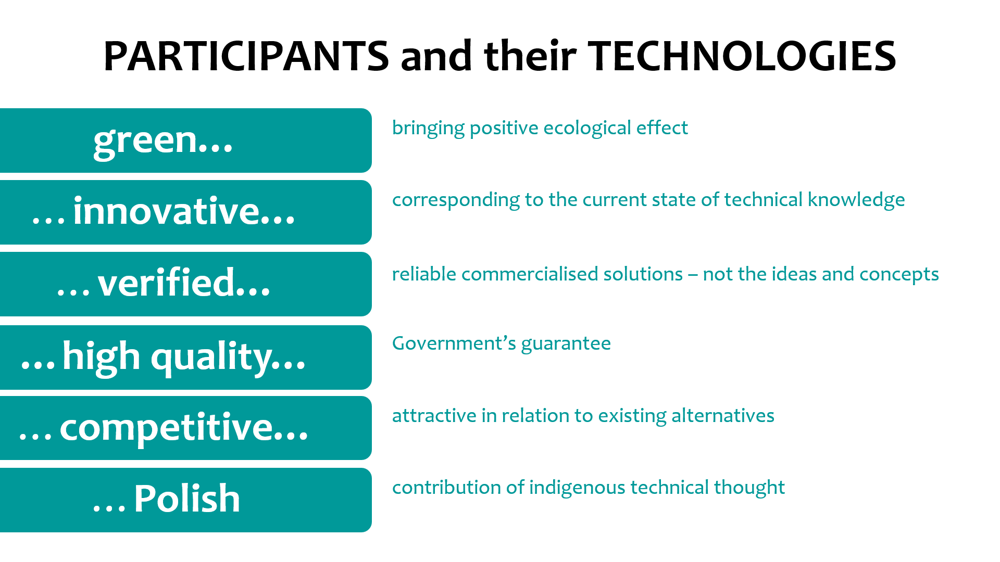 PARTICIPANTS and their TECHNOLOGIES
green…
bringing positive ecological effect
…innovative…
corresponding to the current state of technical knowledge
…verified…
reliable commercialised solutions – not the ideas and concepts
…high quality…
Government’s guarantee
…competitive…
attractive in relation to existing alternatives
…Polish
contribution of indigenous technical thought